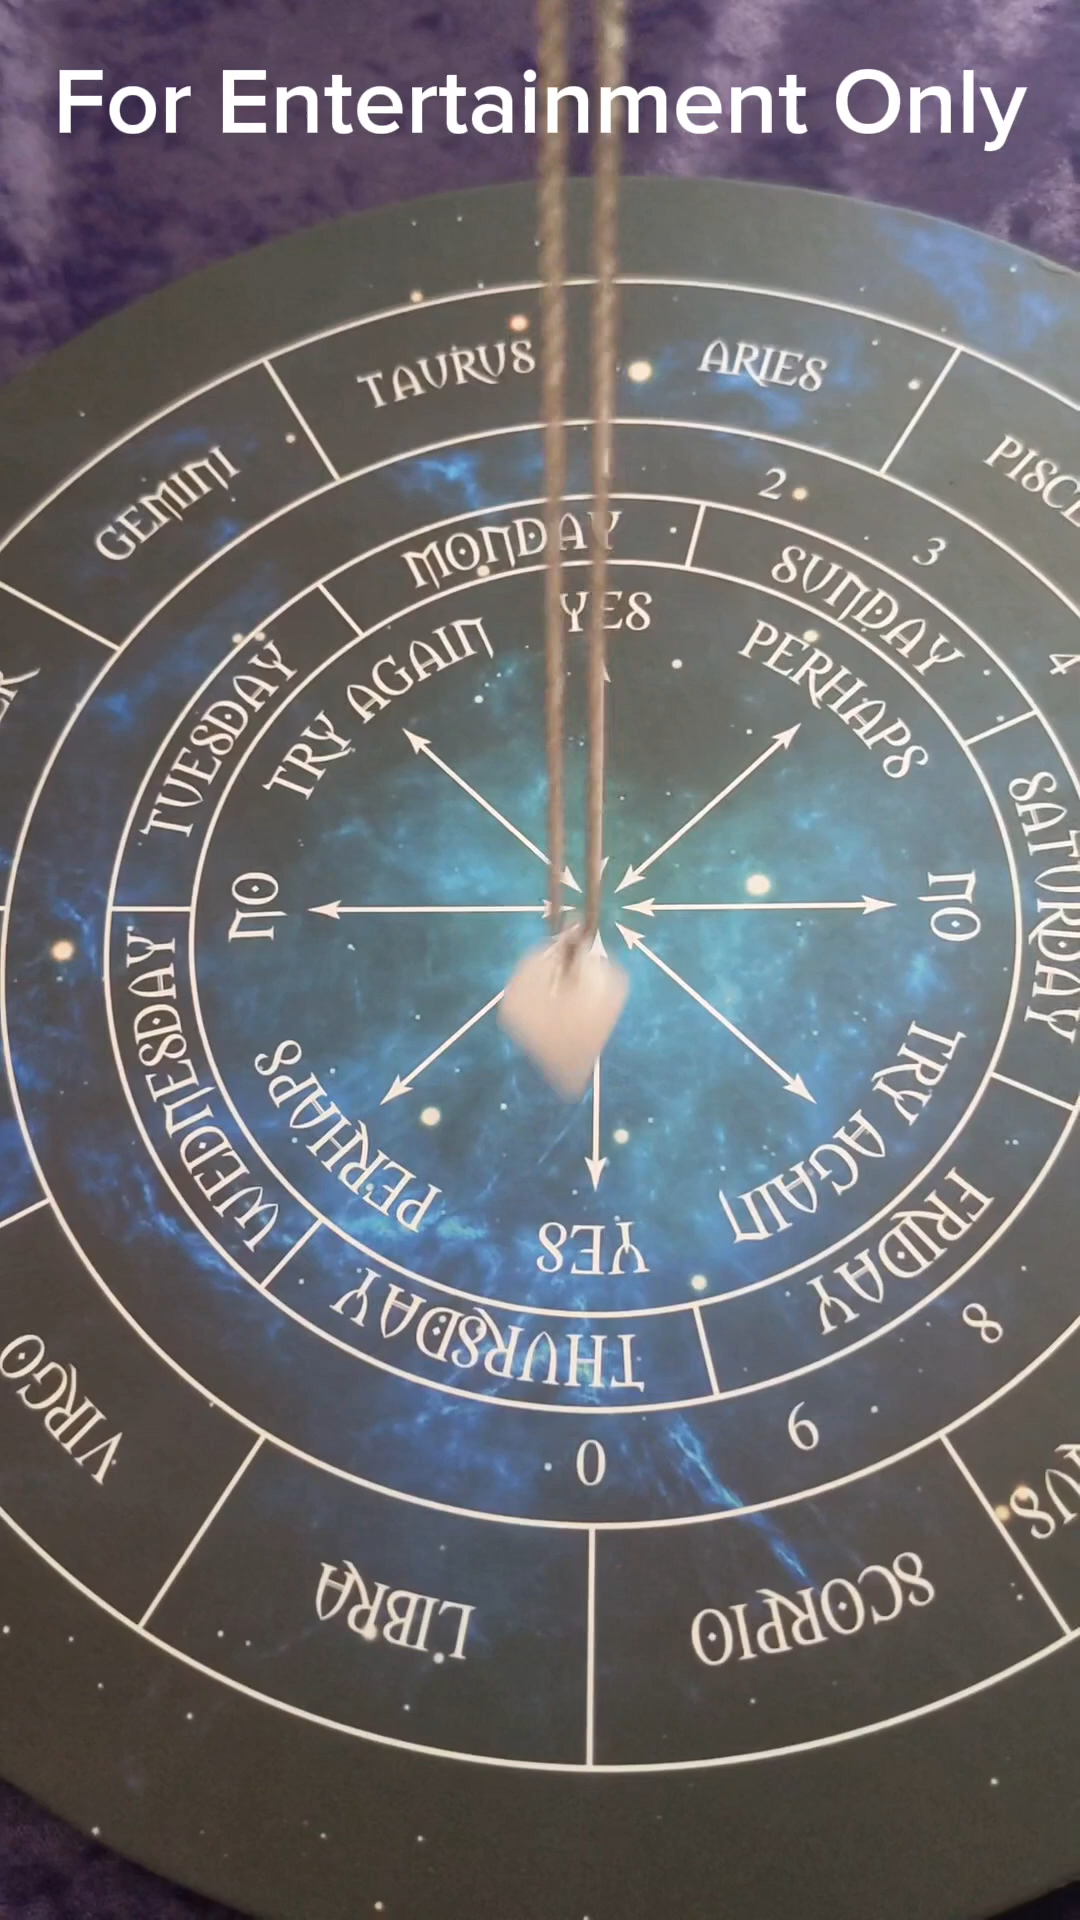 For Entertainment Only
TAURUS
ARIES
GEMINI
2
3
4
MONDAY
SUNDAY
YES
TRY AGAIN
PERHAPS
TUESDAY
SATURDAY
NO
NO
WEDNESDAY
PERHAPS
TRY AGAIN
YES
THURSDAY
FRIDAY
8
9
0
VIRGO
LIBRA
SCORPIO